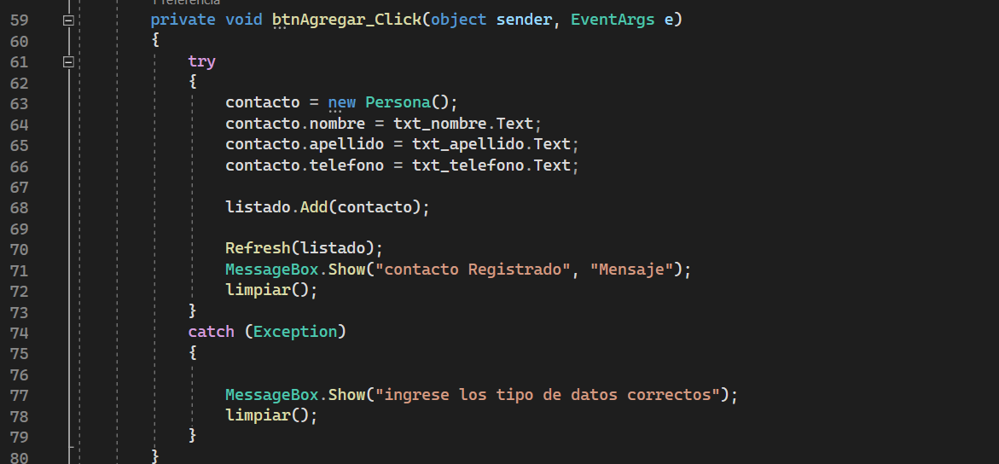 1 referencia
59 private void btnAgregar_Click(object sender, EventArgs e)
60 {
61 try
62 {
63 contacto = new Persona();
64 contacto.nombre = txt_nombre.Text;
65 contacto.apellido = txt_apellido.Text;
66 contacto.telefono = txt_telefono.Text;
67
68 listado.Add(contacto);
69
70 Refresh(listado);
71 MessageBox.Show("contacto Registrado", "Mensaje");
72 limpiar();
73 }
74 catch (Exception)
75 {
76
77 MessageBox.Show("ingrese los tipo de datos correctos");
78 limpiar();
79 }
80 }